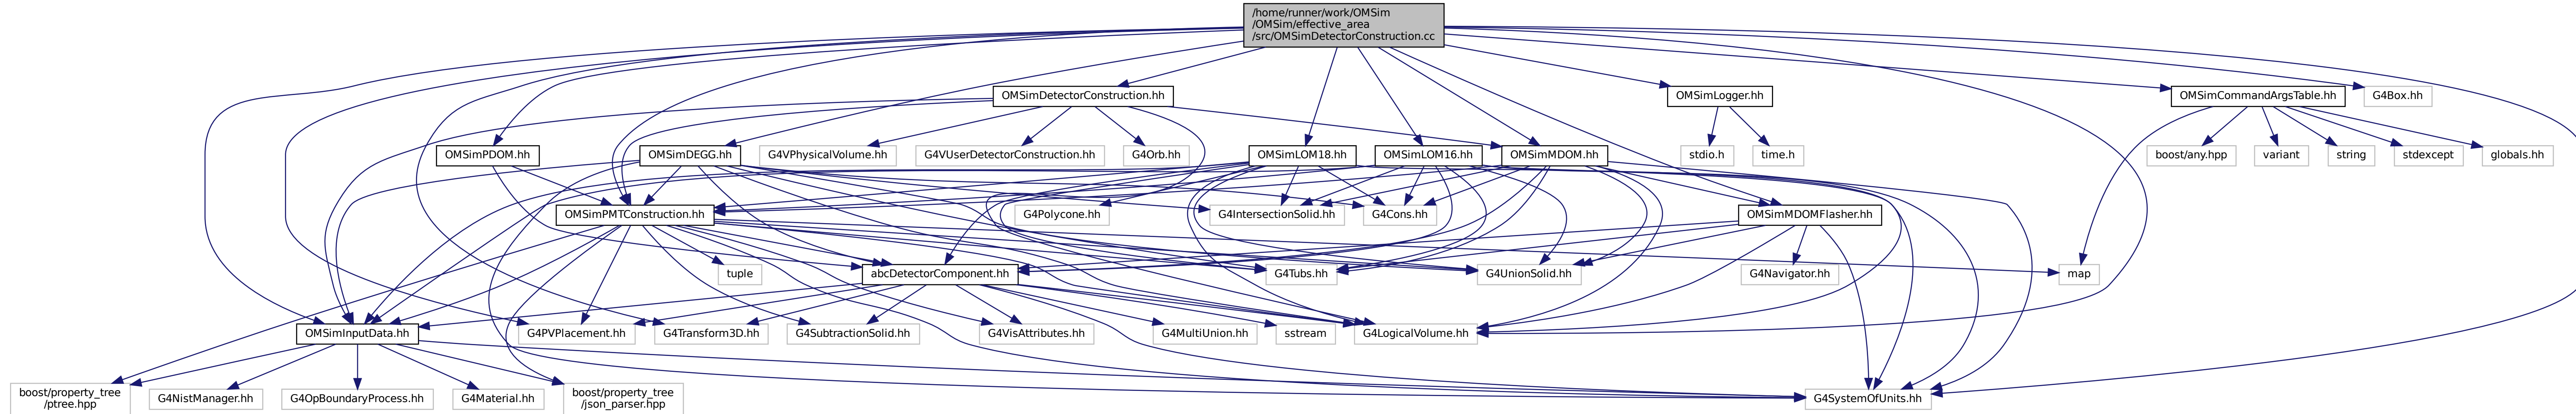 /home/runner/work/OMSim
/OMSim/effective_area
/src/OMSimDetectorConstruction.cc
OMSimDetectorConstruction.hh
OMSimLogger.hh
OMSimCommandArgsTable.hh
G4Box.hh
OMSimPDOM.hh
OMSimDEGG.hh
G4VPhysicalVolume.hh
G4VUserDetectorConstruction.hh
G4Orb.hh
OMSimLOM18.hh
OMSimLOM16.hh
OMSimMDOM.hh
stdio.h
time.h
boost/any.hpp
variant
string
stdexcept
globals.hh
OMSimPMTConstruction.hh
G4Polycone.hh
G4IntersectionSolid.hh
G4Cons.hh
OMSimMDOMFlasher.hh
tuple
abcDetectorComponent.hh
G4Tubs.hh
G4UnionSolid.hh
G4Navigator.hh
map
OMSimInputData.hh
G4PVPlacement.hh
G4Transform3D.hh
G4SubtractionSolid.hh
G4VisAttributes.hh
G4MultiUnion.hh
sstream
G4LogicalVolume.hh
boost/property_tree
/ptree.hpp
G4NistManager.hh
G4OpBoundaryProcess.hh
G4Material.hh
boost/property_tree
/json_parser.hpp
G4SystemOfUnits.hh